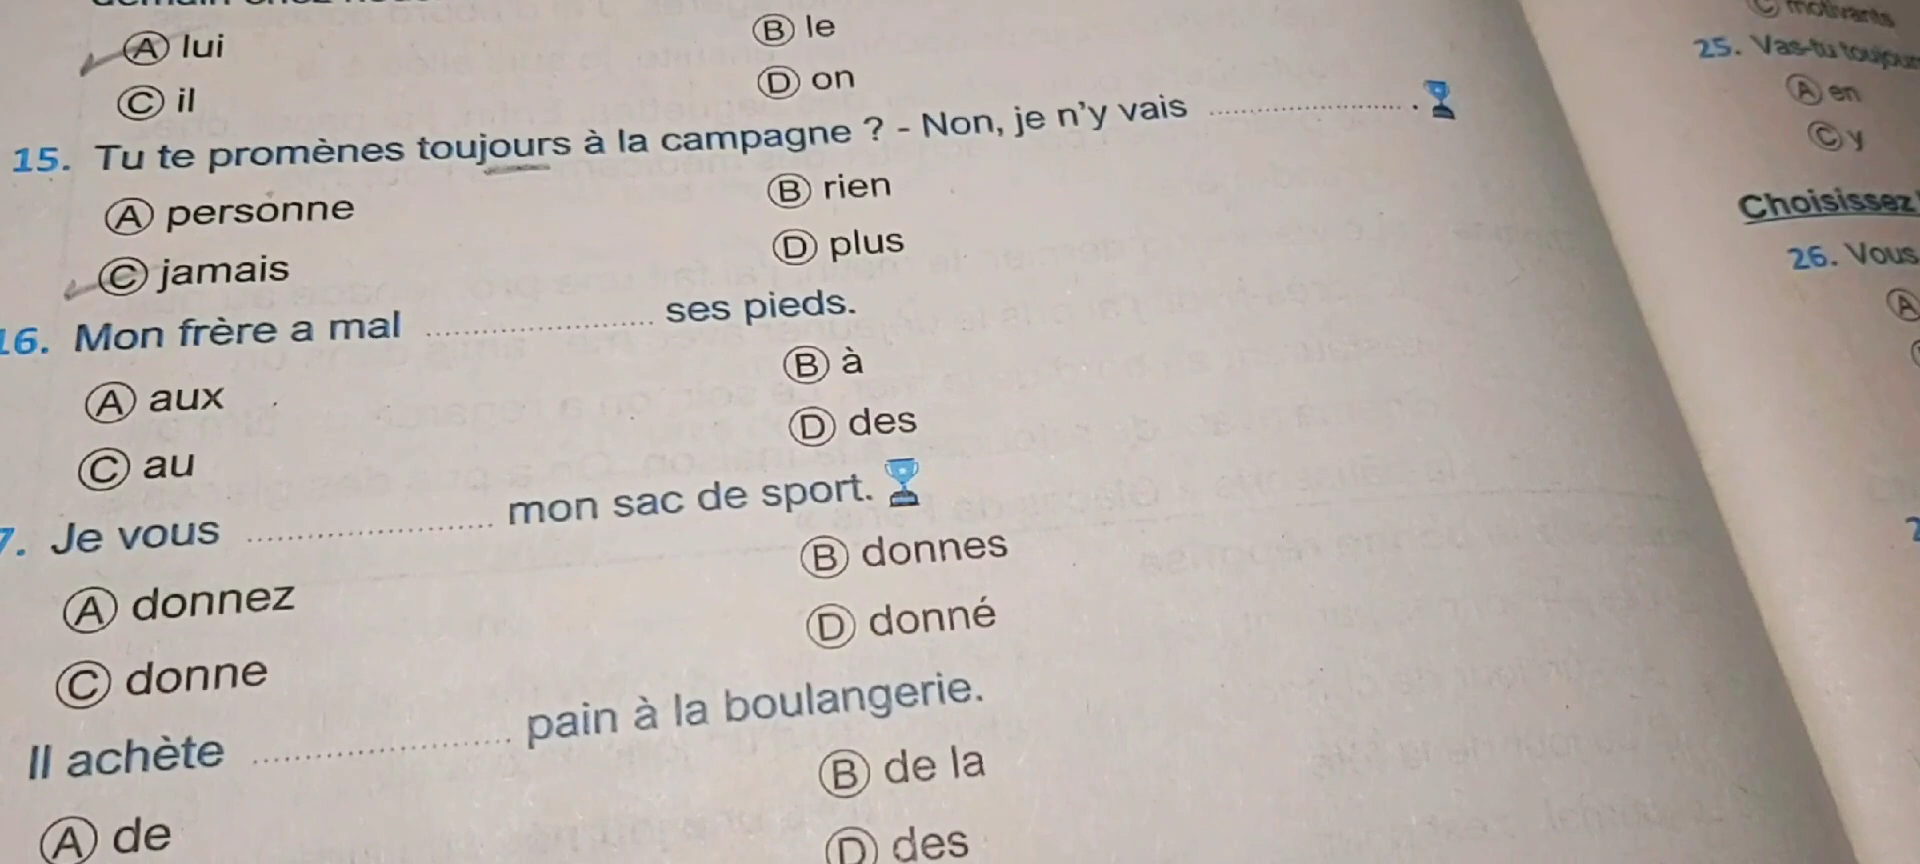 Ⓐ lui
Ⓑ le
Ⓒ il
Ⓓ on
15. Tu te promènes toujours à la campagne ? - Non, je n'y vais .................... .
Ⓐ personne
Ⓑ rien
Ⓒ jamais
Ⓓ plus
16. Mon frère a mal .................... ses pieds.
Ⓐ aux
Ⓑ à
Ⓒ au
Ⓓ des
7. Je vous .................... mon sac de sport.
Ⓐ donnez
Ⓑ donnes
Ⓒ donne
Ⓓ donné
Il achète .................... pain à la boulangerie.
Ⓐ de
Ⓑ de la
Ⓓ des
Ⓒ motivants
25. Vas-tu toujour
Ⓐ en
Ⓒ y
Choisissez
26. Vous
Ⓐ